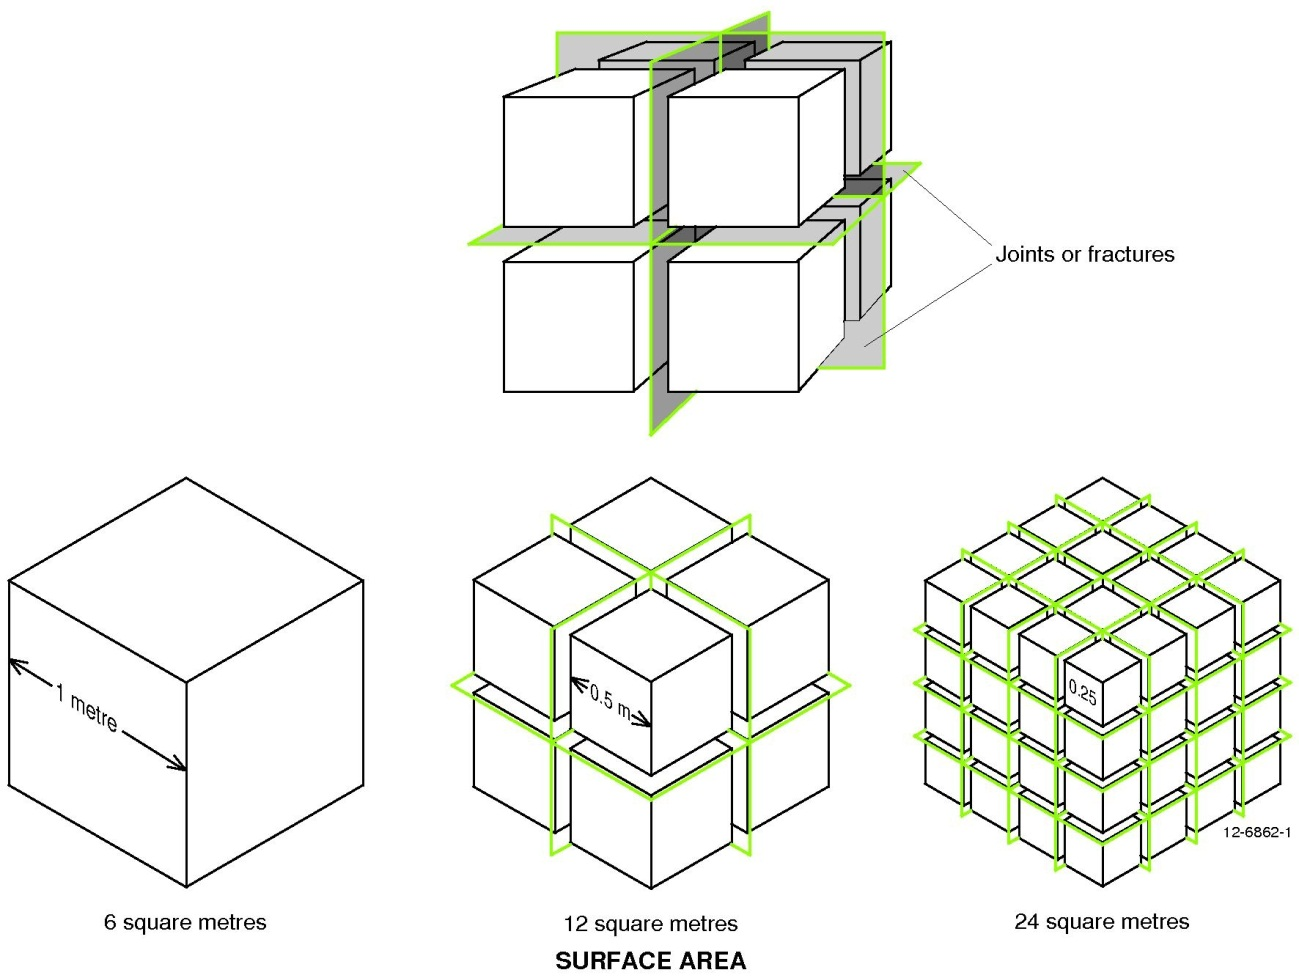 Joints or fractures
1 metre
0.5 m
0.25
12-6862-1
6 square metres
12 square metres
24 square metres
SURFACE AREA